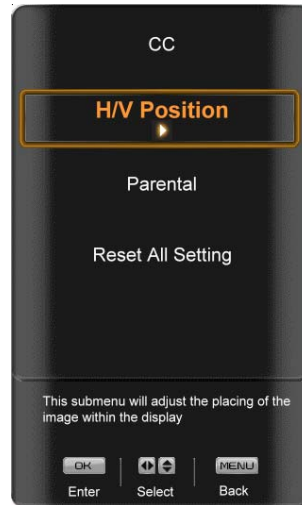 CC
H/V Position
Parental
Reset All Setting
This submenu will adjust the placing of the
image within the display
OK
MENU
Enter
Select
Back